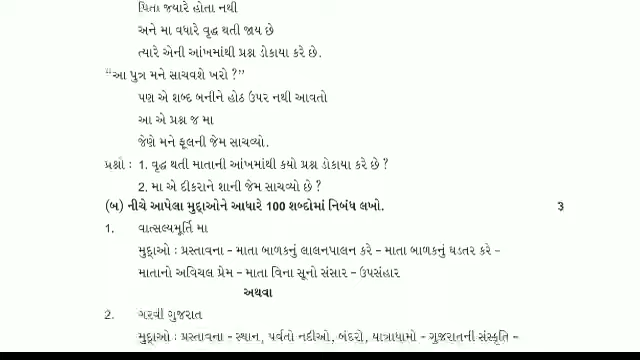 પિતા જ્યારે હોતા નથી
અને મા વધારે વૃદ્ધ થતી જાય છે
ત્યારે એની આંખમાંથી પ્રશ્ન ડોકાયા કરે છે.
“આ પુત્ર મને સાચવશે ખરો ?”
પણ એ શબ્દ બનીને હોઠ ઉપર નથી આવતો
આ એ પ્રશ્ન જ મા
જેણે મને ફૂલની જેમ સાચવ્યો.
પ્રશ્નો : 1. વૃદ્ધ થતી માતાની આંખમાંથી કયો પ્રશ્ન ડોકાયા કરે છે ?
2. મા એ દીકરાને શાની જેમ સાચવ્યો છે ?
(બ) નીચે આપેલા મુદ્દાઓને આધારે 100 શબ્દોમાં નિબંધ લખો. 3
1. વાત્સલ્યમૂર્તિ મા
મુદ્દાઓ : પ્રસ્તાવના – માતા બાળકનું લાલનપાલન કરે – માતા બાળકનું ઘડતર કરે –
માતાનો અવિચલ પ્રેમ – માતા વિના સૂનો સંસાર – ઉપસંહાર
અથવા
2. ગરવી ગુજરાત
મુદ્દાઓ : પ્રસ્તાવના – સ્થાન, પર્વતો નદીઓ, બંદરો, યાત્રાધામો – ગુજરાતની સંસ્કૃતિ –